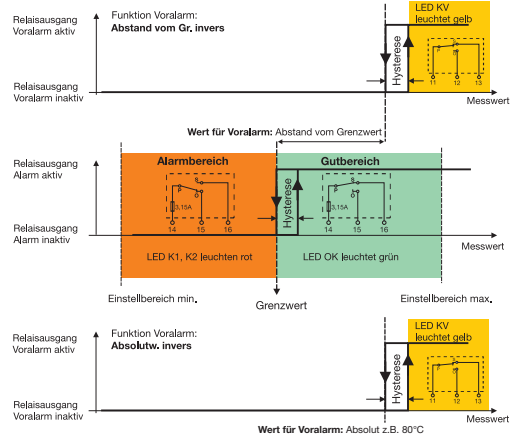 Relaisausgang
Voralarm aktiv
Funktion Voralarm:
Abstand vom Gr. invers
LED KV
leuchtet gelb
Hysterese
11 12 13
Relaisausgang
Voralarm inaktiv
Messwert
Wert für Voralarm: Abstand vom Grenzwert
Relaisausgang
Alarm aktiv
Alarmbereich
Gutbereich
3,15A
14 15 16
Hysterese
3,15A
14 15 16
Relaisausgang
Alarm inaktiv
Messwert
LED K1, K2 leuchten rot
LED OK leuchtet grün
Einstellbereich min.
Grenzwert
Einstellbereich max.
Relaisausgang
Voralarm aktiv
Funktion Voralarm:
Absolutw. invers
LED KV
leuchtet gelb
Hysterese
11 12 13
Relaisausgang
Voralarm inaktiv
Messwert
Wert für Voralarm: Absolut z.B. 80°C